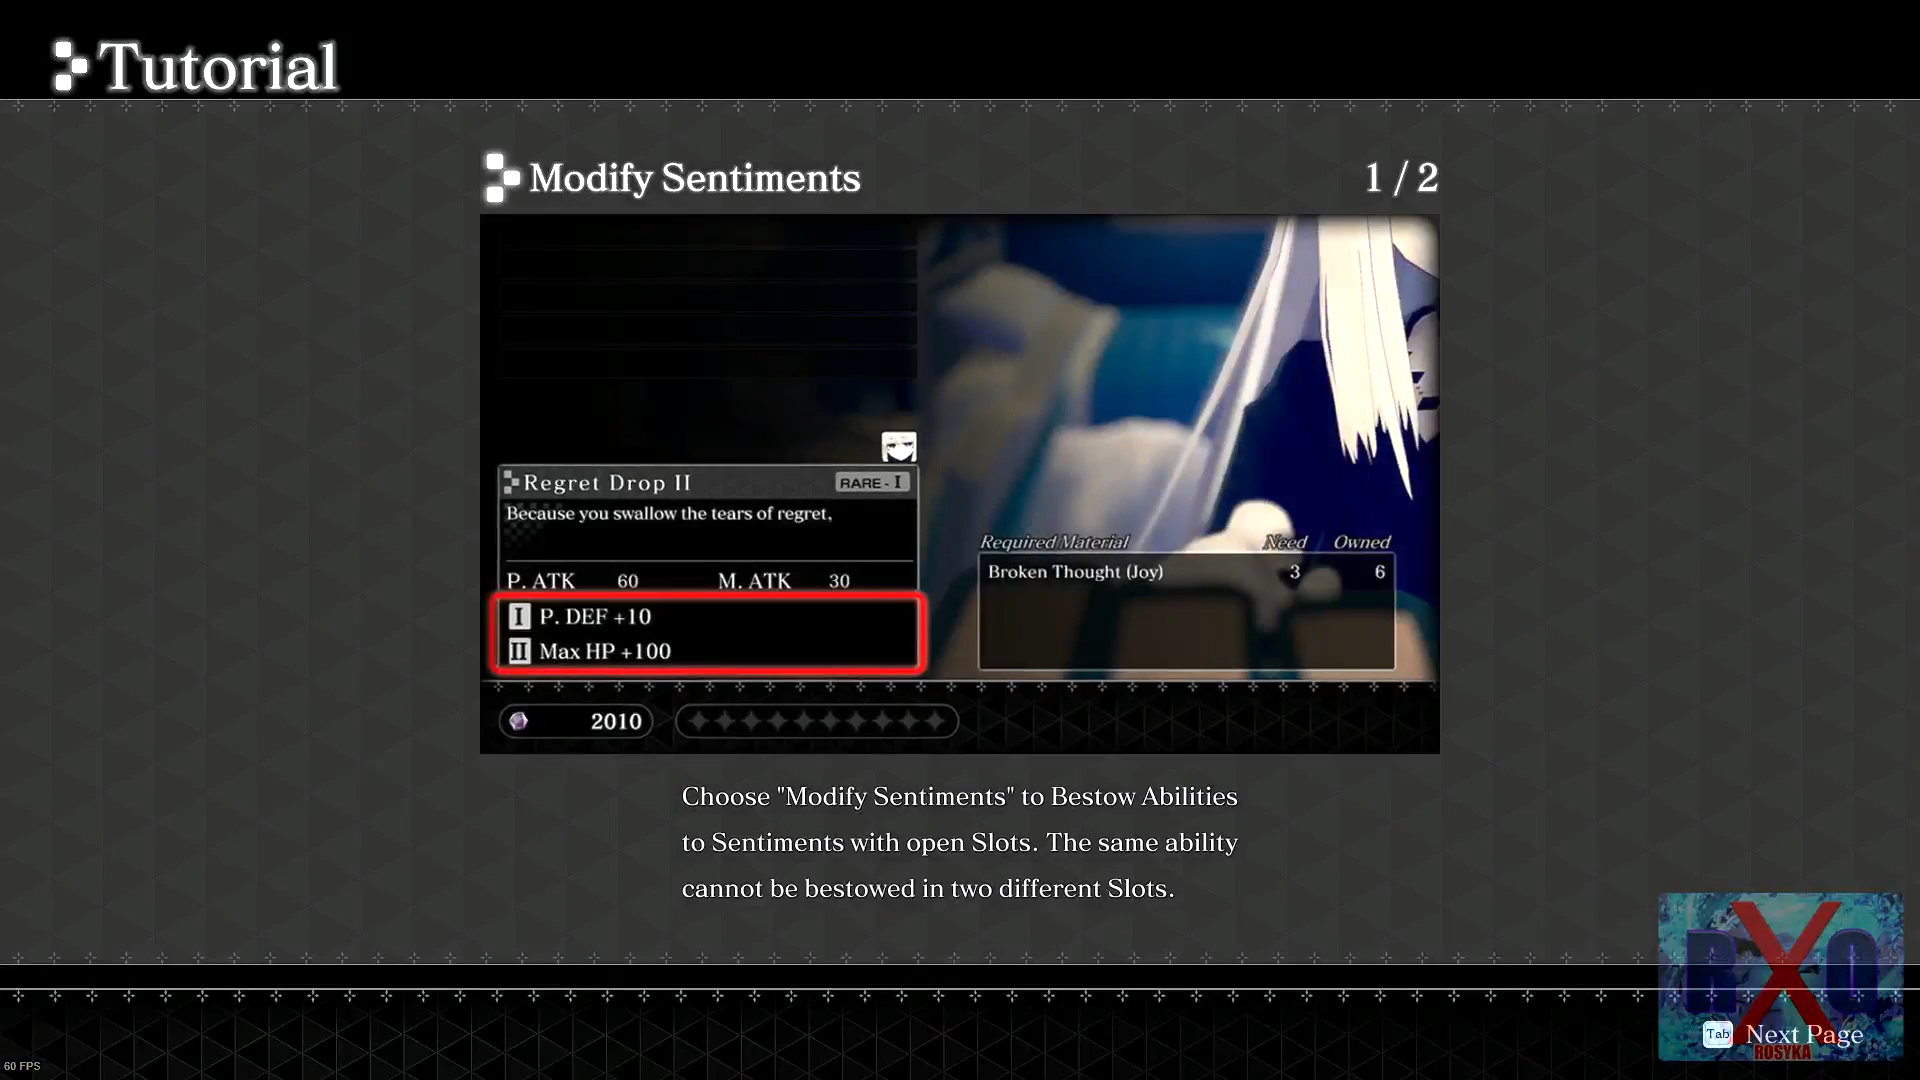 Tutorial
Modify Sentiments
1 / 2
Regret Drop II
RARE - I
Because you swallow the tears of regret,
P. ATK 60 M. ATK 30
I P. DEF +10
II Max HP +100
Required Material Need / Owned
Broken Thought (Joy) 3 6
2010
Choose "Modify Sentiments" to Bestow Abilities
to Sentiments with open Slots. The same ability
cannot be bestowed in two different Slots.
RXO
Tab Next Page
ROSYKA
60 FPS